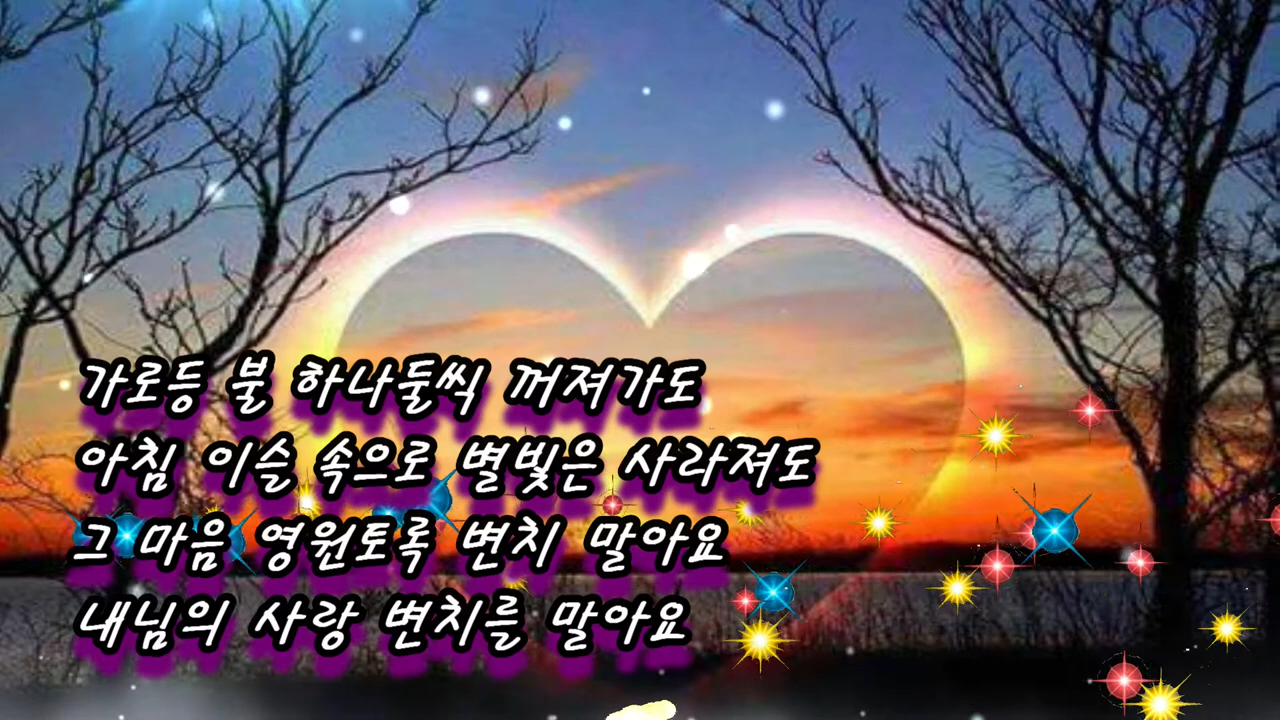 가로등 불 하나둘씩 꺼져가도
아침 이슬 속으로 별빛은 사라져도
그 마음 영원토록 변치 말아요
내님의 사랑 변치를 말아요